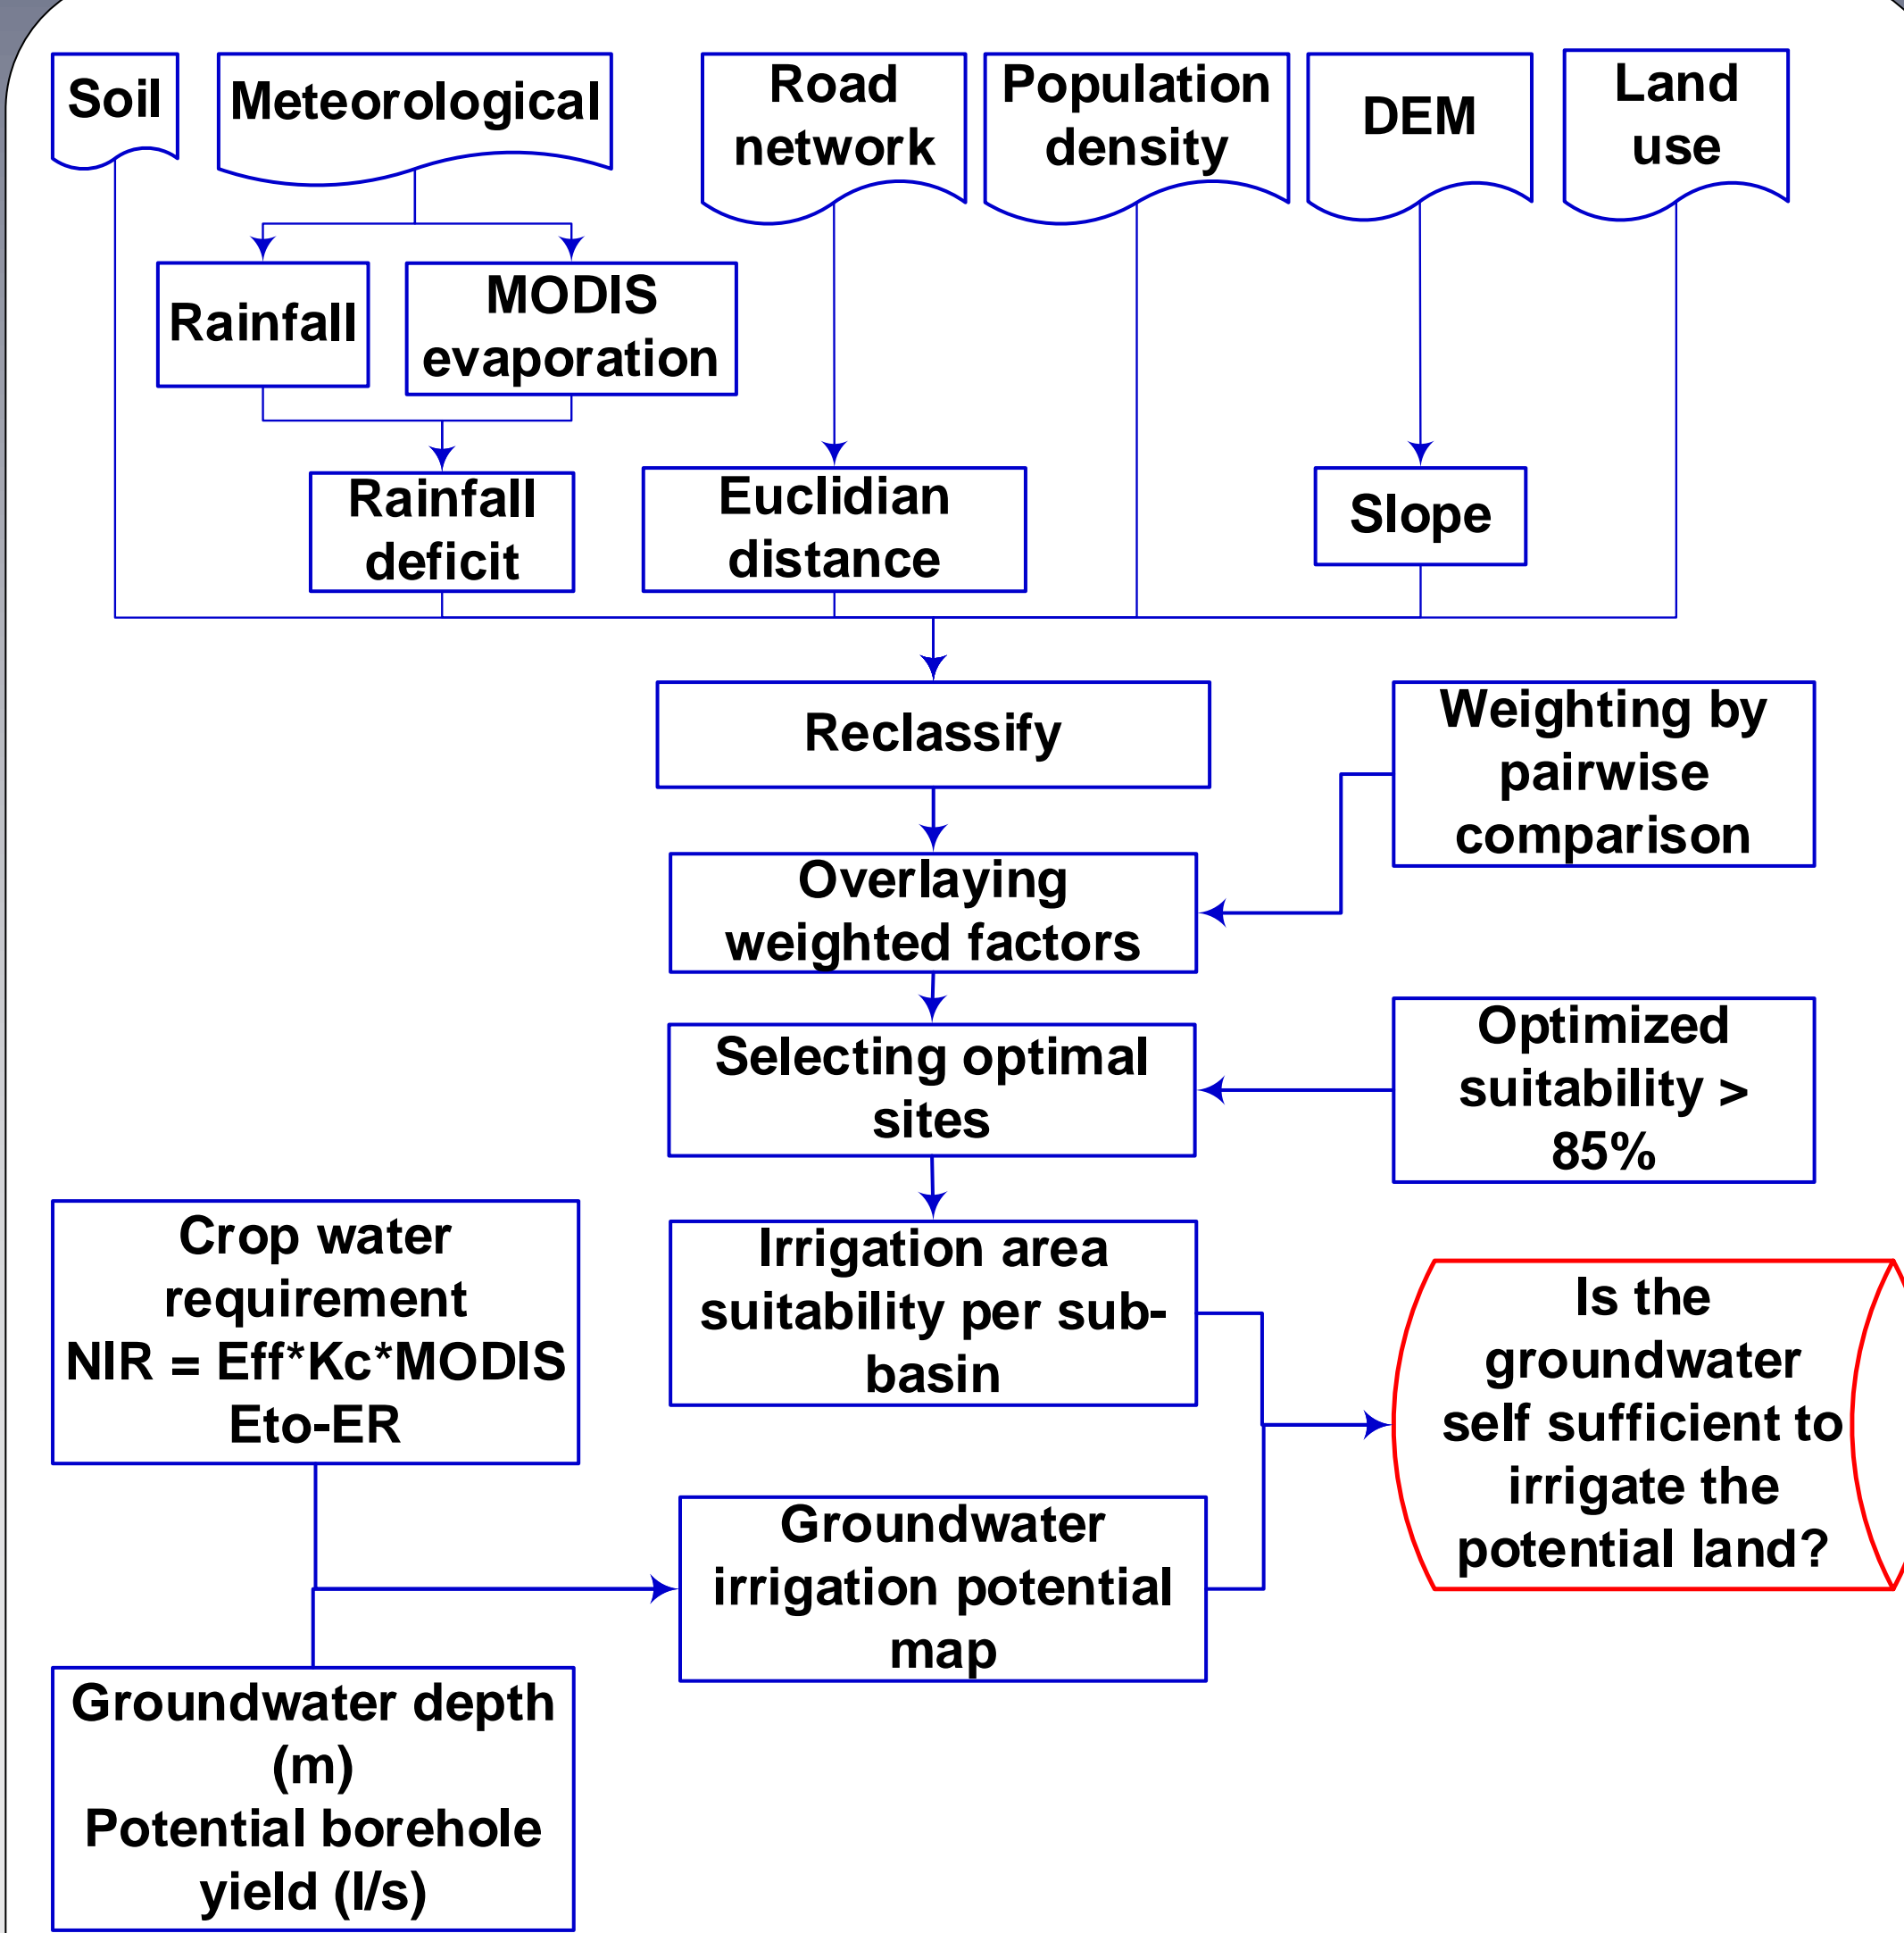 Soil
Meteorological
Road
network
Population
density
DEM
Land
use
Rainfall
MODIS
evaporation
Rainfall
deficit
Euclidian
distance
Slope
Reclassify
Weighting by
pairwise
comparison
Overlaying
weighted factors
Selecting optimal
sites
Optimized
suitability >
85%
Crop water
requirement
NIR = Eff*Kc*MODIS
Eto-ER
Irrigation area
suitability per sub-
basin
Is the
groundwater
self sufficient to
irrigate the
potential land?
Groundwater
irrigation potential
map
Groundwater depth
(m)
Potential borehole
yield (l/s)